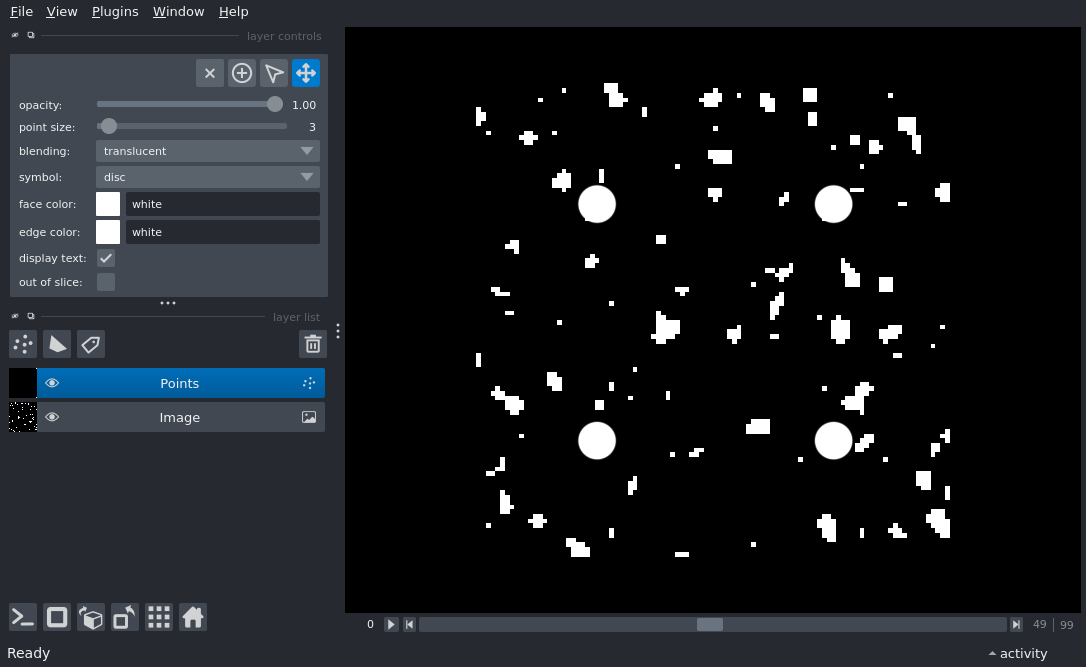 File View Plugins Window Help
layer controls
opacity: 1.00
point size: 3
blending: translucent
symbol: disc
face color: white
edge color: white
display text:
out of slice:
layer list
Points
Image
0 49 99
Ready activity